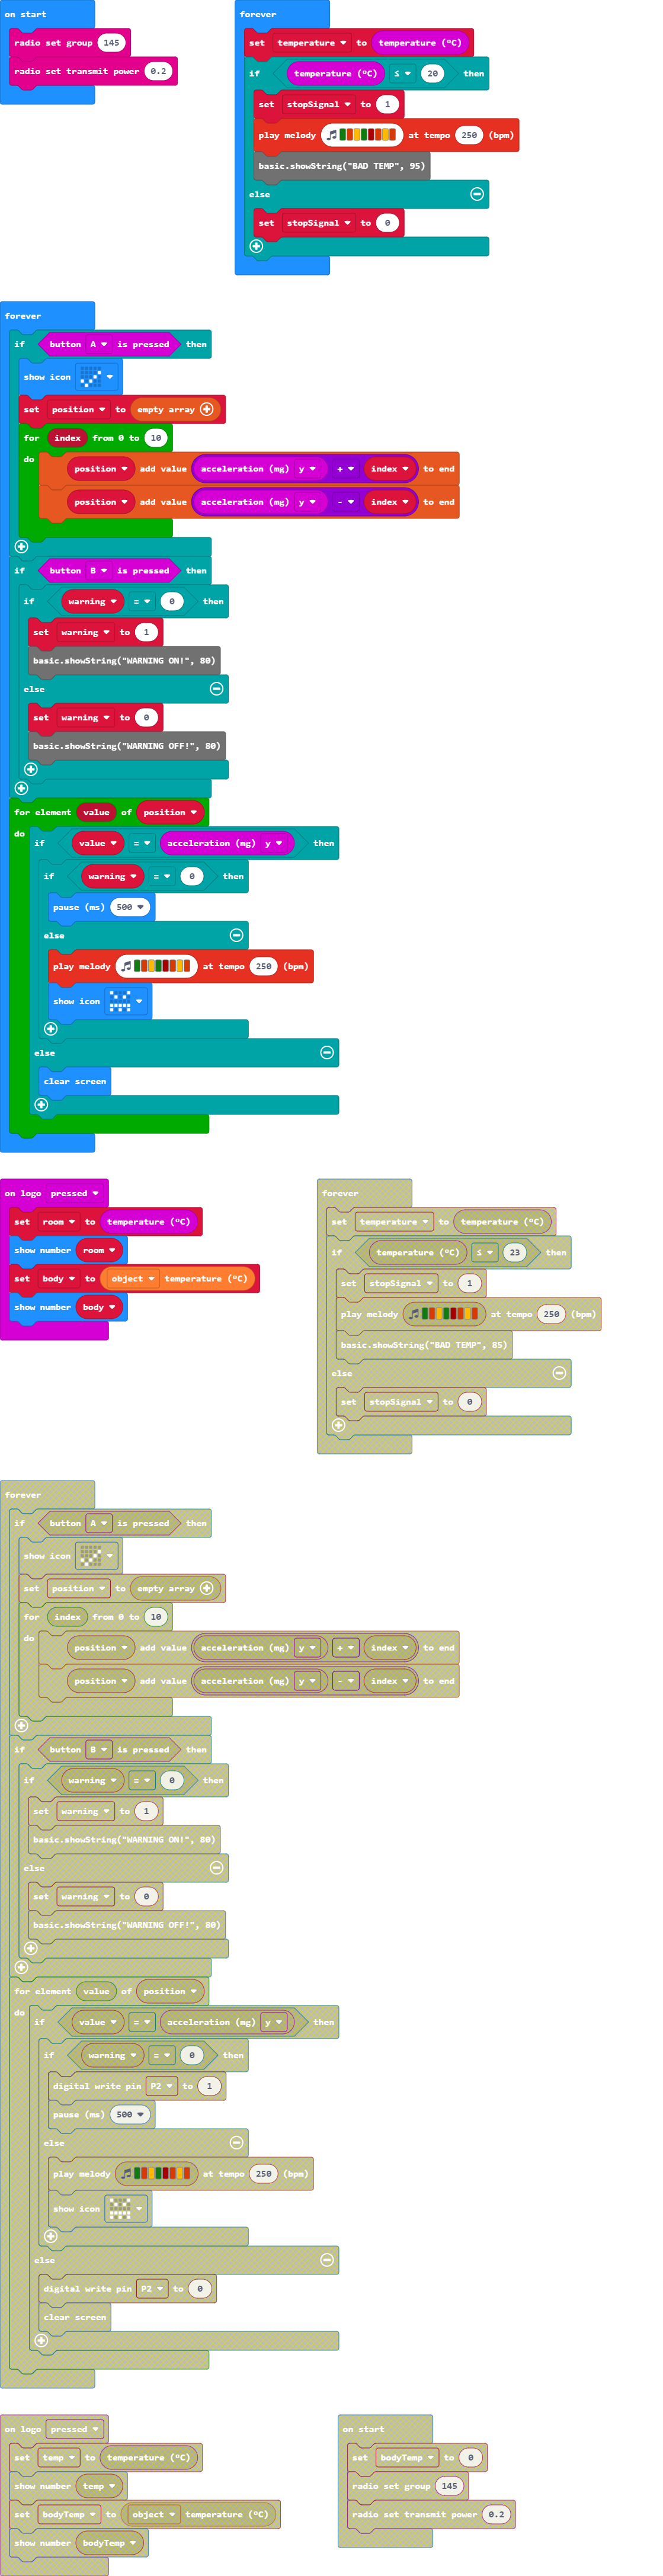 on start
radio set group 145
radio set transmit power 0.2
forever
set temperature to temperature (ºC)
if temperature (ºC) ≤ 20 then
set stopSignal to 1
play melody at tempo 250 (bpm)
basic.showString("BAD TEMP", 95)
else
set stopSignal to 0
forever
if button A is pressed then
show icon
set position to empty array
for index from 0 to 10
do
position add value acceleration (mg) y + index to end
position add value acceleration (mg) y - index to end
if button B is pressed then
if warning = 0 then
set warning to 1
basic.showString("WARNING ON!", 80)
else
set warning to 0
basic.showString("WARNING OFF!", 80)
for element value of position
do
if value = acceleration (mg) y then
if warning = 0 then
pause (ms) 500
else
play melody at tempo 250 (bpm)
show icon
else
clear screen
on logo pressed
set room to temperature (ºC)
show number room
set body to object temperature (ºC)
show number body
forever
set temperature to temperature (ºC)
if temperature (ºC) ≤ 23 then
set stopSignal to 1
play melody at tempo 250 (bpm)
basic.showString("BAD TEMP", 85)
else
set stopSignal to 0
forever
if button A is pressed then
show icon
set position to empty array
for index from 0 to 10
do
position add value acceleration (mg) y + index to end
position add value acceleration (mg) y - index to end
if button B is pressed then
if warning = 0 then
set warning to 1
basic.showString("WARNING ON!", 80)
else
set warning to 0
basic.showString("WARNING OFF!", 80)
for element value of position
do
if value = acceleration (mg) y then
if warning = 0 then
digital write pin P2 to 1
pause (ms) 500
else
play melody at tempo 250 (bpm)
show icon
else
digital write pin P2 to 0
clear screen
on logo pressed
set temp to temperature (ºC)
show number temp
set bodyTemp to object temperature (ºC)
show number bodyTemp
on start
set bodyTemp to 0
radio set group 145
radio set transmit power 0.2